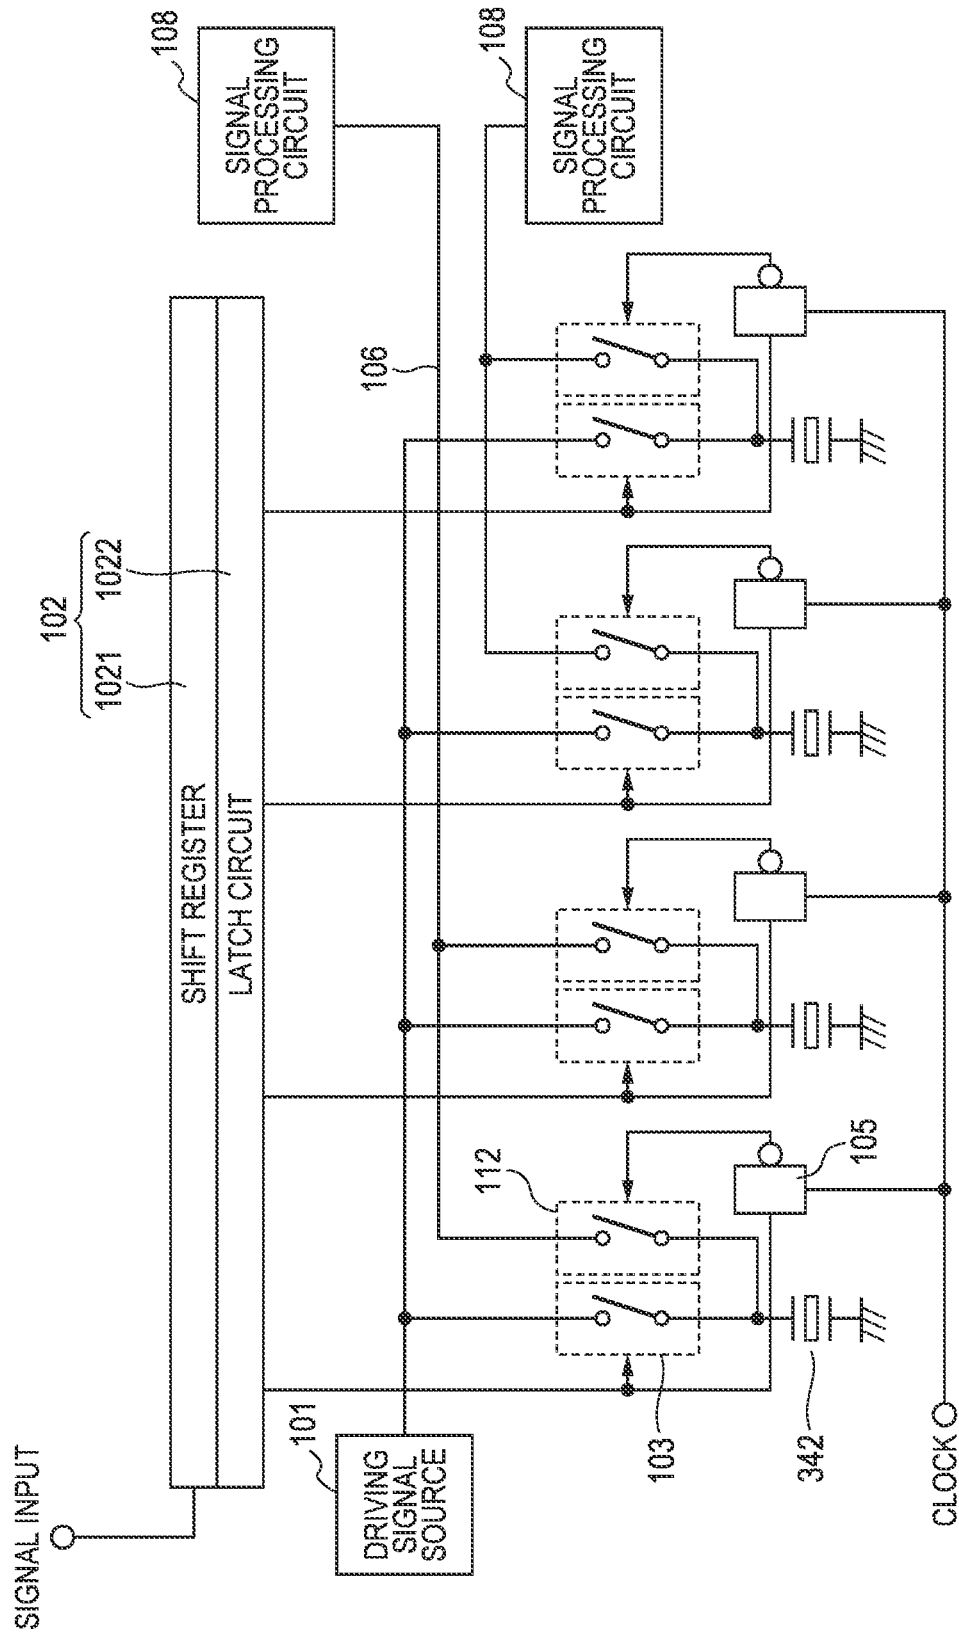 SIGNAL INPUT
102
1021
1022
SHIFT REGISTER
LATCH CIRCUIT
101
DRIVING
SIGNAL
SOURCE
106
108
SIGNAL
PROCESSING
CIRCUIT
108
SIGNAL
PROCESSING
CIRCUIT
112
103
105
342
CLOCK